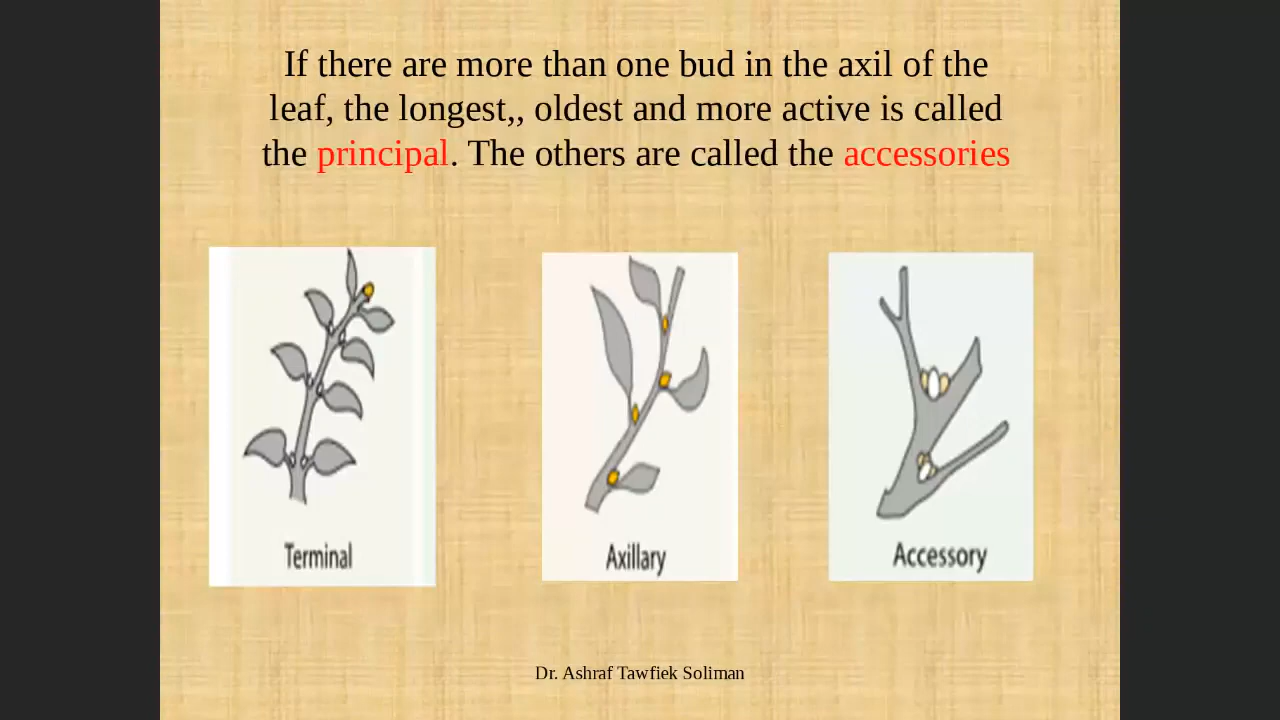 If there are more than one bud in the axil of the
leaf, the longest,, oldest and more active is called
the principal. The others are called the accessories
Terminal
Axillary
Accessory
Dr. Ashraf Tawfiek Soliman